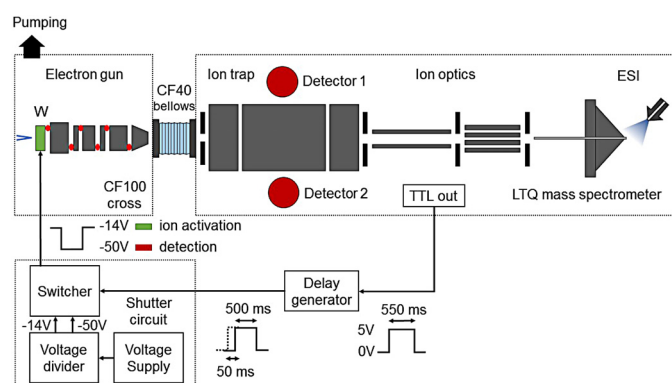 Pumping
Electron gun
W
CF40
bellows
Ion trap
Detector 1
Ion optics
ESI
Detector 2
CF100
cross
TTL out
LTQ mass spectrometer
-14V
-50V
ion activation
detection
Switcher
Shutter
circuit
-14V
-50V
Voltage
divider
Voltage
Supply
Delay
generator
500 ms
50 ms
550 ms
5V
0V